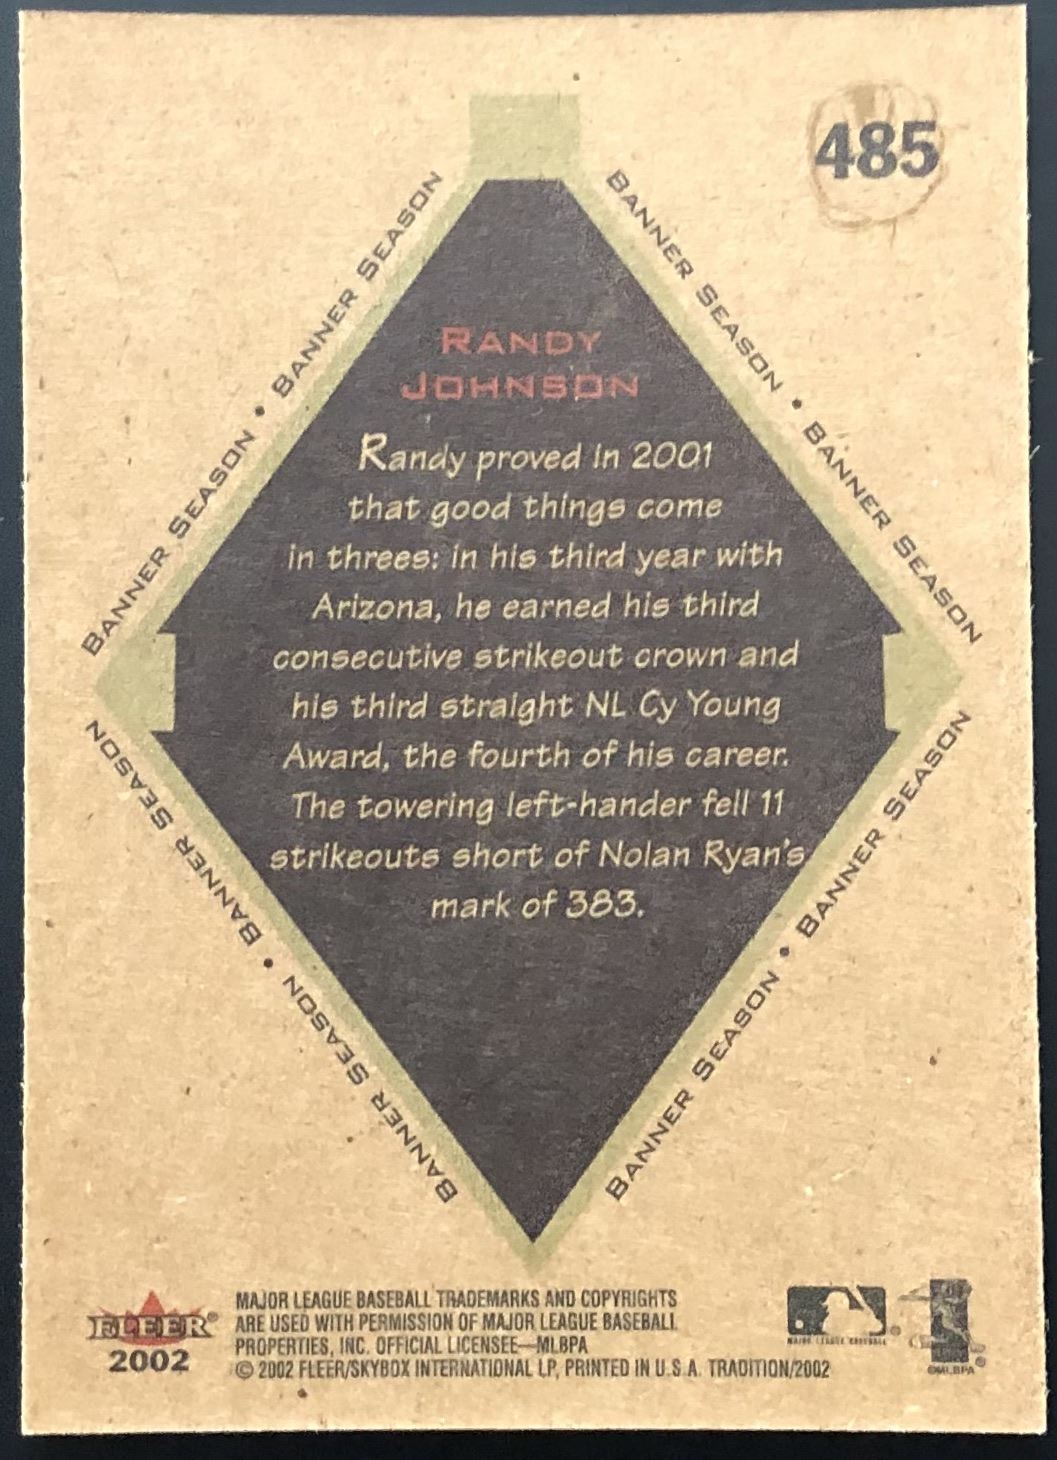 485
BANNER SEASON • BANNER SEASON
BANNER SEASON • BANNER SEASON
RANDY
JOHNSON
Randy proved in 2001
that good things come
in threes: in his third year with
Arizona, he earned his third
consecutive strikeout crown and
his third straight NL Cy Young
Award, the fourth of his career.
The towering left-hander fell 11
strikeouts short of Nolan Ryan's
mark of 383.
BANNER SEASON • BANNER SEASON
BANNER SEASON • BANNER SEASON
FLEER®
2002
MAJOR LEAGUE BASEBALL TRADEMARKS AND COPYRIGHTS
ARE USED WITH PERMISSION OF MAJOR LEAGUE BASEBALL
PROPERTIES, INC. OFFICIAL LICENSEE—MLBPA
© 2002 FLEER/SKYBOX INTERNATIONAL LP, PRINTED IN U.S.A. TRADITION/2002
MAJOR LEAGUE BASEBALL
®
©MLBPA